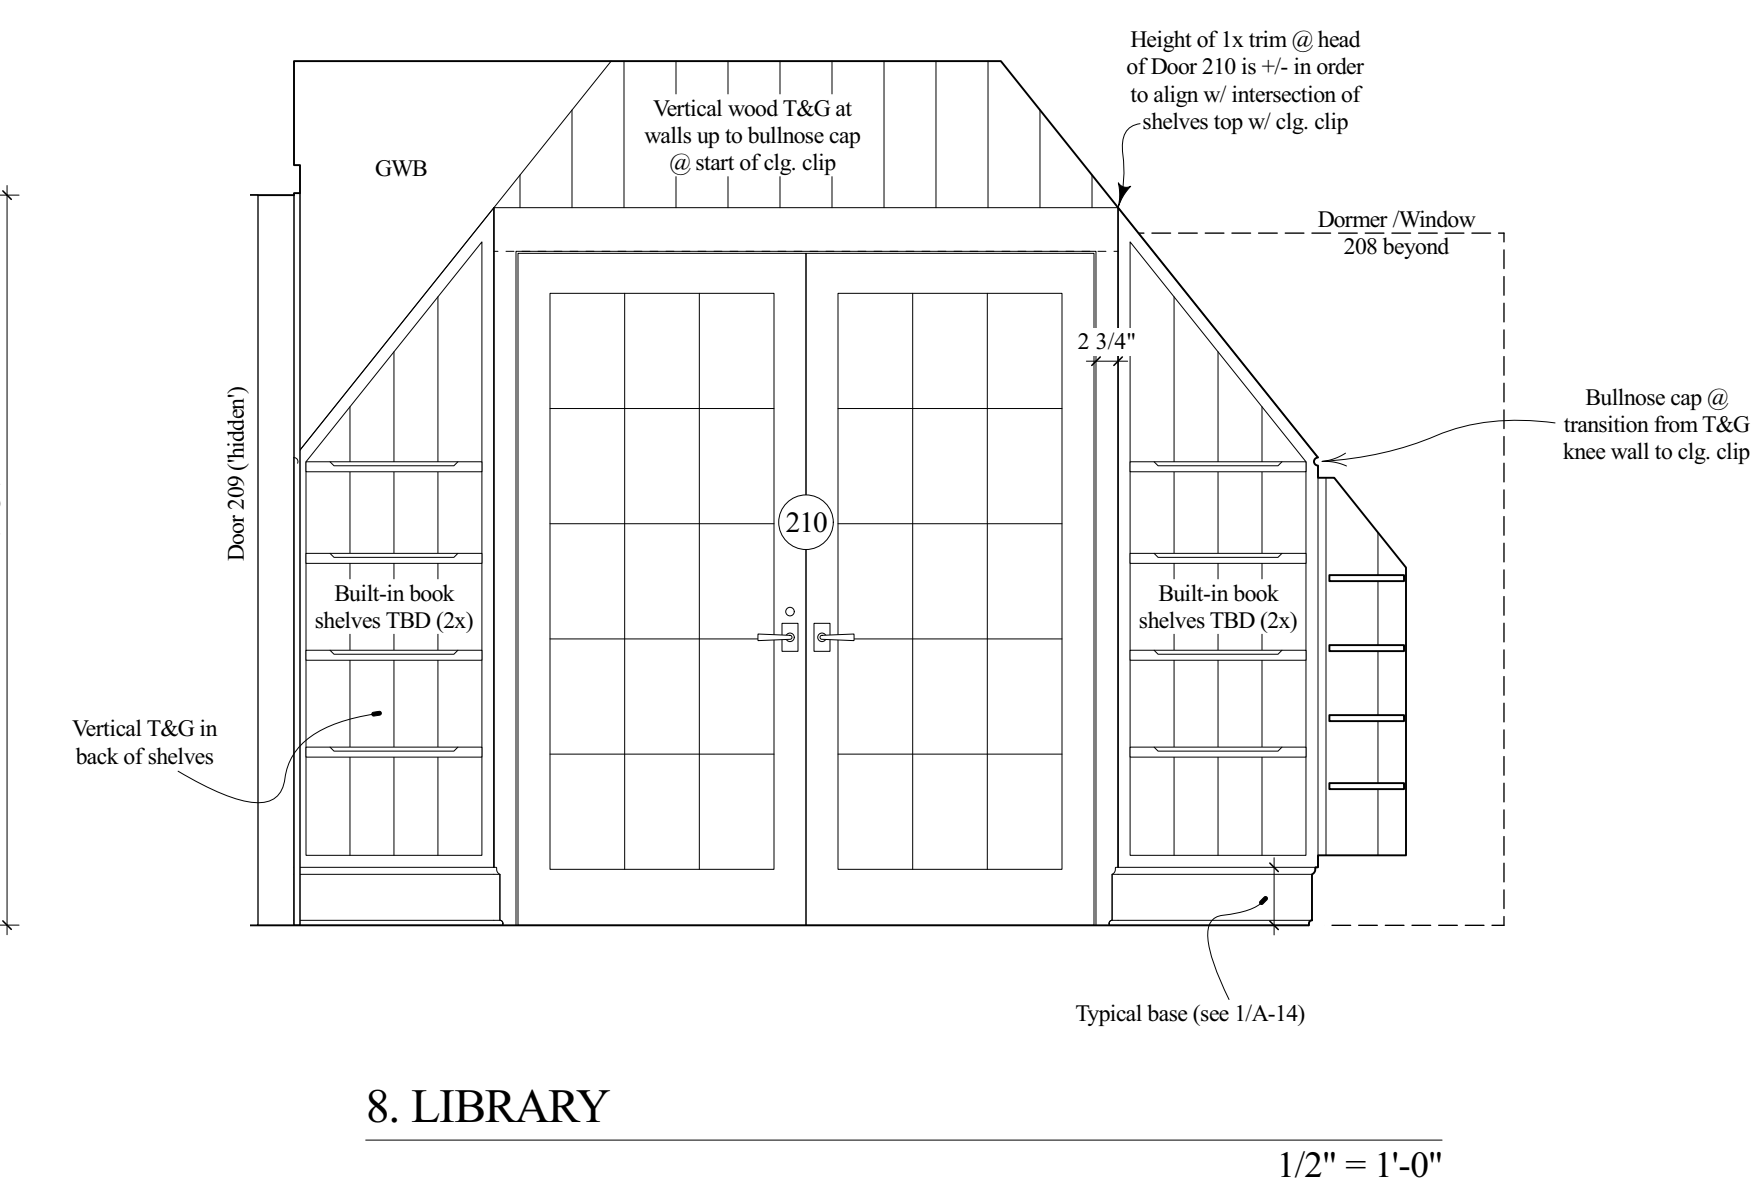 Height of 1x trim @ head
of Door 210 is +/- in order
to align w/ intersection of
shelves top w/ clg. clip
Vertical wood T&G at
walls up to bullnose cap
@ start of clg. clip
GWB
Dormer /Window
208 beyond
2 3/4"
Door 209 ('hidden')
Bullnose cap @
transition from T&G
knee wall to clg. clip
210
Built-in book
shelves TBD (2x)
Built-in book
shelves TBD (2x)
Vertical T&G in
back of shelves
Typical base (see 1/A-14)
8. LIBRARY
1/2" = 1'-0"